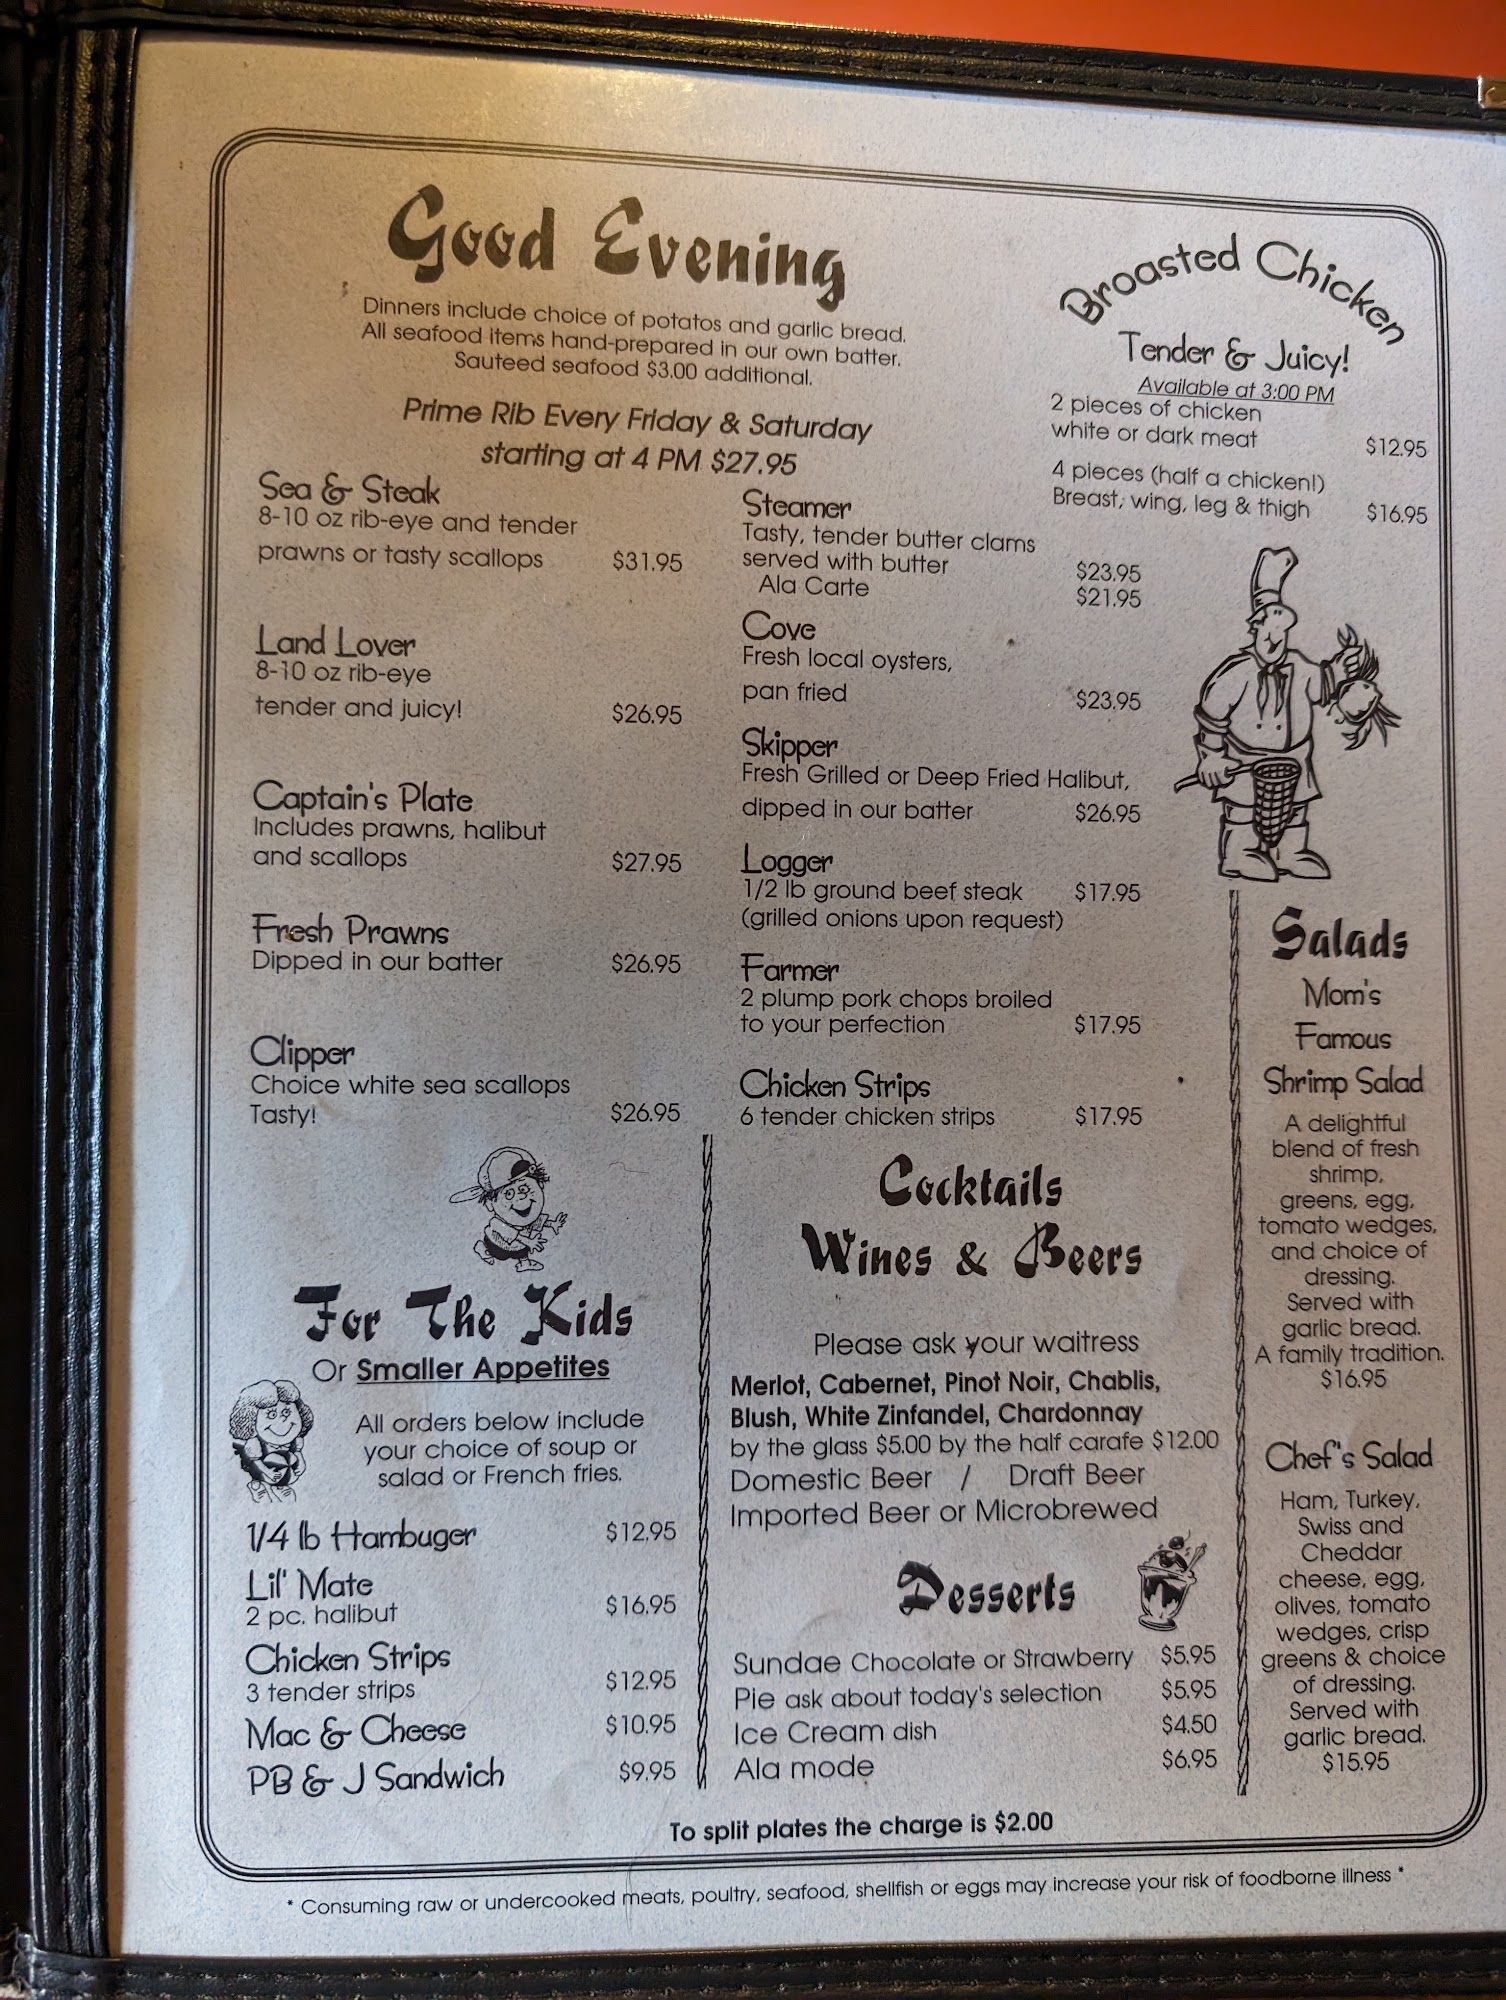 Good Evening
Dinners include choice of potatos and garlic bread.
All seafood items hand-prepared in our own batter.
Sauteed seafood $3.00 additional.
Prime Rib Every Friday & Saturday
starting at 4 PM $27.95
Sea & Steak
8-10 oz rib-eye and tender
prawns or tasty scallops $31.95
Land Lover
8-10 oz rib-eye
tender and juicy! $26.95
Captain's Plate
Includes prawns, halibut
and scallops $27.95
Fresh Prawns
Dipped in our batter $26.95
Clipper
Choice white sea scallops
Tasty! $26.95
Steamer
Tasty, tender butter clams
served with butter $23.95
Ala Carte $21.95
Cove
Fresh local oysters,
pan fried $23.95
Skipper
Fresh Grilled or Deep Fried Halibut,
dipped in our batter $26.95
Logger
1/2 lb ground beef steak $17.95
(grilled onions upon request)
Farmer
2 plump pork chops broiled
to your perfection $17.95
Chicken Strips
6 tender chicken strips $17.95
Broasted Chicken
Tender & Juicy!
Available at 3:00 PM
2 pieces of chicken
white or dark meat $12.95
4 pieces (half a chicken!)
Breast, wing, leg & thigh $16.95
For The Kids
Or Smaller Appetites
All orders below include
your choice of soup or
salad or French fries.
1/4 lb Hambuger $12.95
Lil' Mate
2 pc. halibut $16.95
Chicken Strips
3 tender strips $12.95
Mac & Cheese $10.95
PB & J Sandwich $9.95
Cocktails
Wines & Beers
Please ask your waitress
Merlot, Cabernet, Pinot Noir, Chablis,
Blush, White Zinfandel, Chardonnay
by the glass $5.00 by the half carafe $12.00
Domestic Beer / Draft Beer
Imported Beer or Microbrewed
Desserts
Sundae Chocolate or Strawberry $5.95
Pie ask about today's selection $5.95
Ice Cream dish $4.50
Ala mode $6.95
Salads
Mom's
Famous
Shrimp Salad
A delightful
blend of fresh
shrimp,
greens, egg,
tomato wedges,
and choice of
dressing.
Served with
garlic bread.
A family tradition.
$16.95
Chef's Salad
Ham, Turkey,
Swiss and
Cheddar
cheese, egg,
olives, tomato
wedges, crisp
greens & choice
of dressing.
Served with
garlic bread.
$15.95
To split plates the charge is $2.00
* Consuming raw or undercooked meats, poultry, seafood, shellfish or eggs may increase your risk of foodborne illness *